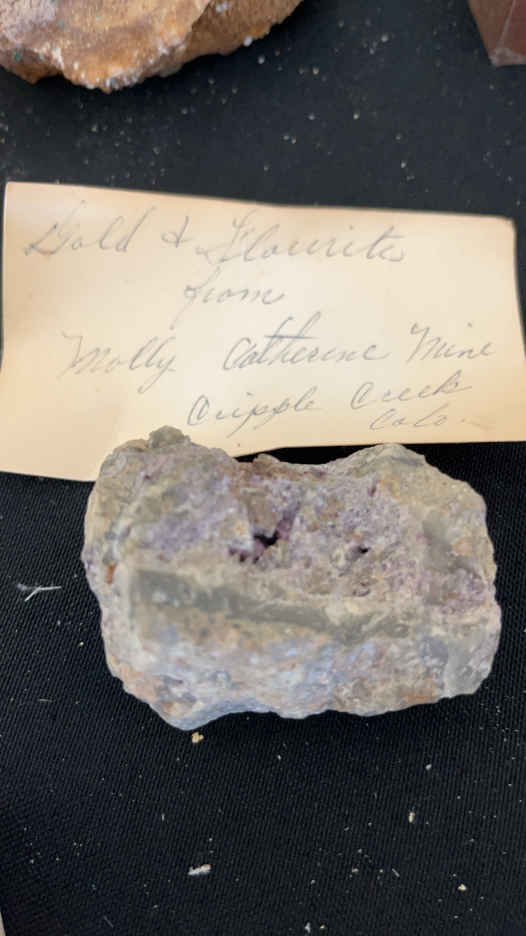 Gold & Flourite
from
Molly Catherine Mine
Cripple Creek
Colo.